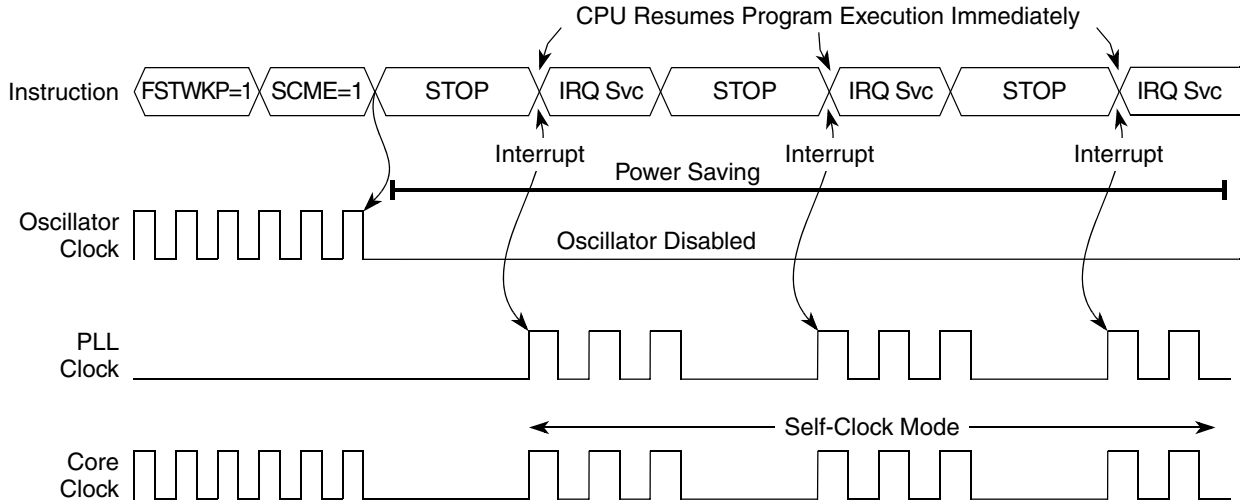 CPU Resumes Program Execution Immediately
Instruction
FSTWKP=1
SCME=1
STOP
IRQ Svc
STOP
IRQ Svc
STOP
IRQ Svc
Interrupt
Interrupt
Interrupt
Power Saving
Oscillator
Clock
Oscillator Disabled
PLL
Clock
Self-Clock Mode
Core
Clock